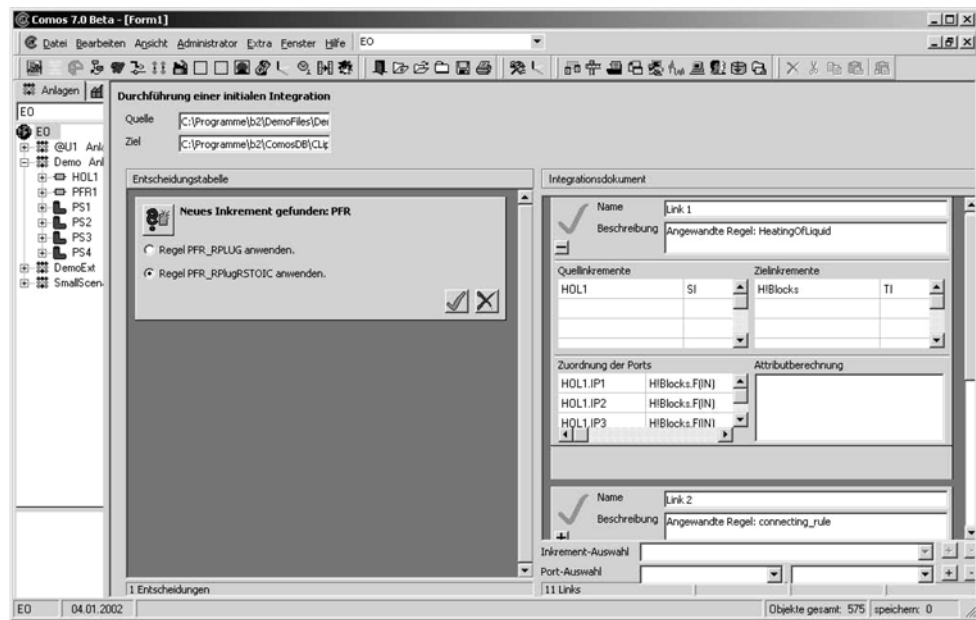 Comos 7.0 Beta - [Form1]
Datei Bearbeiten Ansicht Administrator Extra Fenster Hilfe EO
Anlagen
EO
EO
@U1 Anl
Demo Anl
HOL1
PFR1
PS1
PS2
PS3
PS4
DemoExt
SmallScen
Durchführung einer initialen Integration
Quelle C:\Programme\b2\DemoFiles\De
Ziel C:\Programme\b2\ComosDB\CLip
Entscheidungstabelle
Neues Inkrement gefunden: PFR
Regel PFR_RPLUG anwenden.
Regel PFR_RPlugRSTOIC anwenden.
1 Entscheidungen
Integrationsdokument
Name Link 1
Beschreibung Angewandte Regel: HeatingOfLiquid
Quellinkremente Zielinkremente
HOL1 SI H!Blocks TI
Zuordnung der Ports Attributberechnung
HOL1.IP1 H!Blocks.F(IN)
HOL1.IP2 H!Blocks.F(IN)
HOL1.IP3 H!Blocks.F(IN)
Name Link 2
Beschreibung Angewandte Regel: connecting_rule
Inkrement-Auswahl
Port-Auswahl
11 Links
EO 04.01.2002 Objekte gesamt: 575 speichern: 0